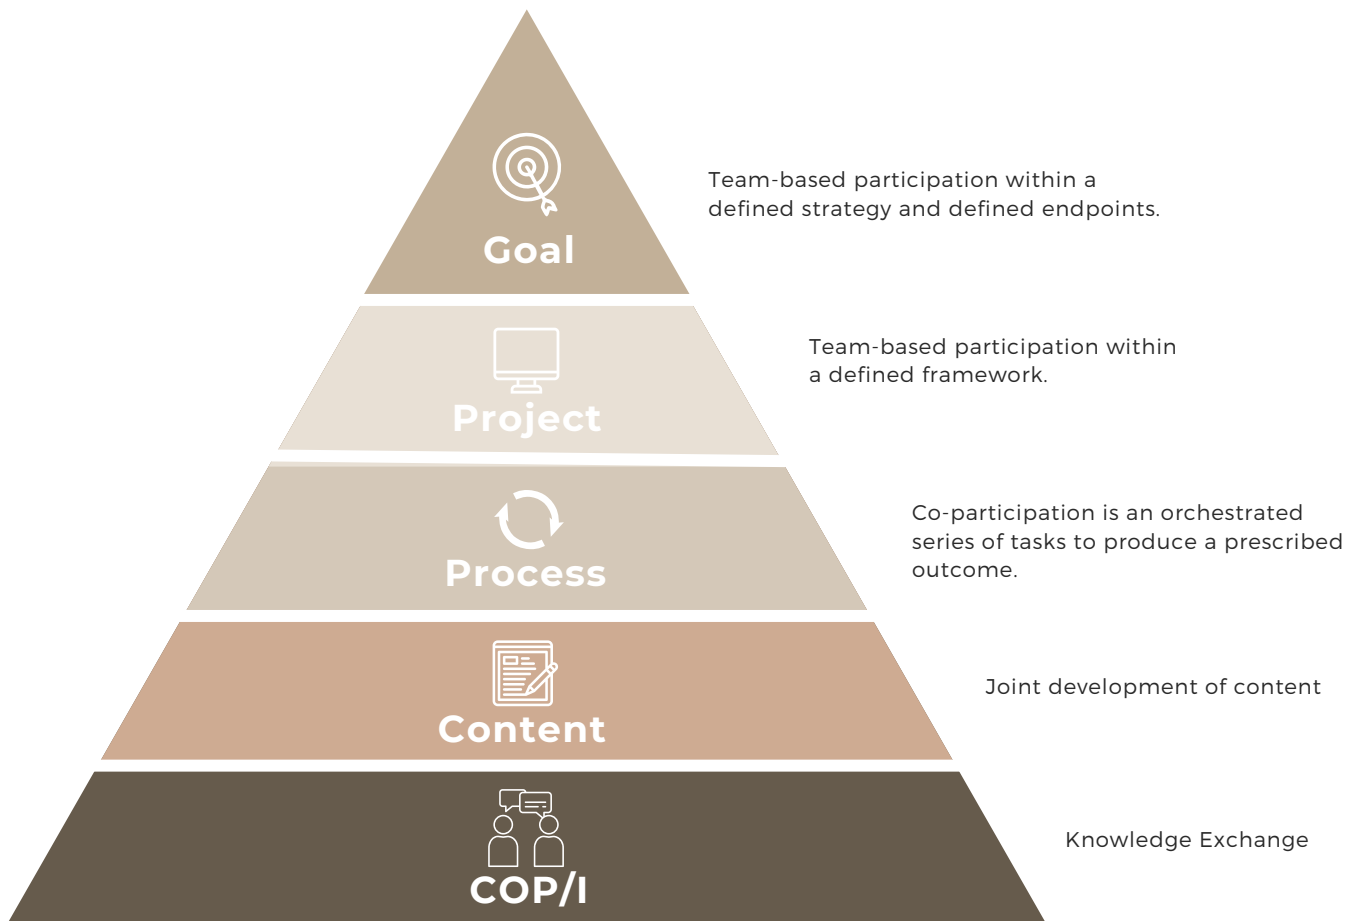 Goal
Team-based participation within a
defined strategy and defined endpoints.
Project
Team-based participation within
a defined framework.
Process
Co-participation is an orchestrated
series of tasks to produce a prescribed
outcome.
Content
Joint development of content
COP/I
Knowledge Exchange